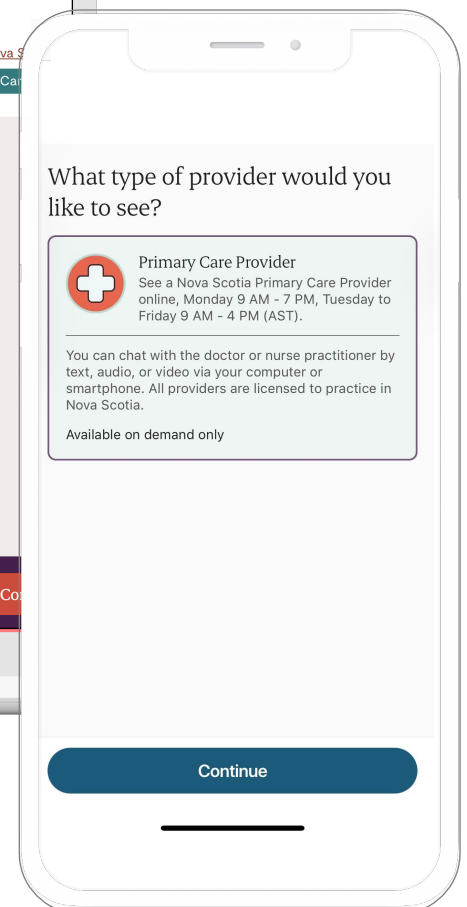 What type of provider would you
like to see?
Primary Care Provider
See a Nova Scotia Primary Care Provider
online, Monday 9 AM - 7 PM, Tuesday to
Friday 9 AM - 4 PM (AST).
You can chat with the doctor or nurse practitioner by
text, audio, or video via your computer or
smartphone. All providers are licensed to practice in
Nova Scotia.
Available on demand only
Continue